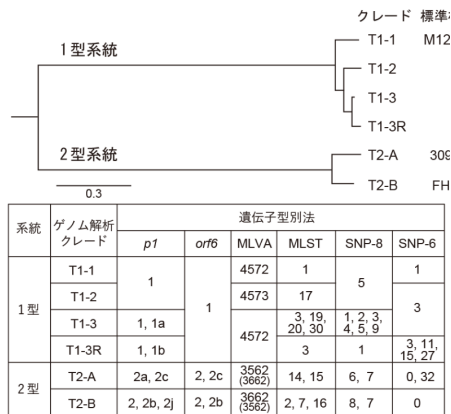 クレード 標準
1型系統
T1-1 M12
T1-2
T1-3
T1-3R
2型系統
T2-A 309
T2-B FH
0.3
系統 ゲノム解析クレード 遺伝子型別法
p1 orf6 MLVA MLST SNP-8 SNP-6
1型 T1-1 1 1 4572 1 5 1
T1-2 4573 17 3
T1-3 1, 1a 4572 3, 19, 20, 30 1, 2, 3, 4, 5, 9
T1-3R 1, 1b 3 1 3, 11, 15, 27
2型 T2-A 2a, 2c 2, 2c 3562 (3662) 14, 15 6, 7 0, 32
T2-B 2, 2b, 2j 2, 2b 3662 (3562) 2, 7, 16 8, 7 0